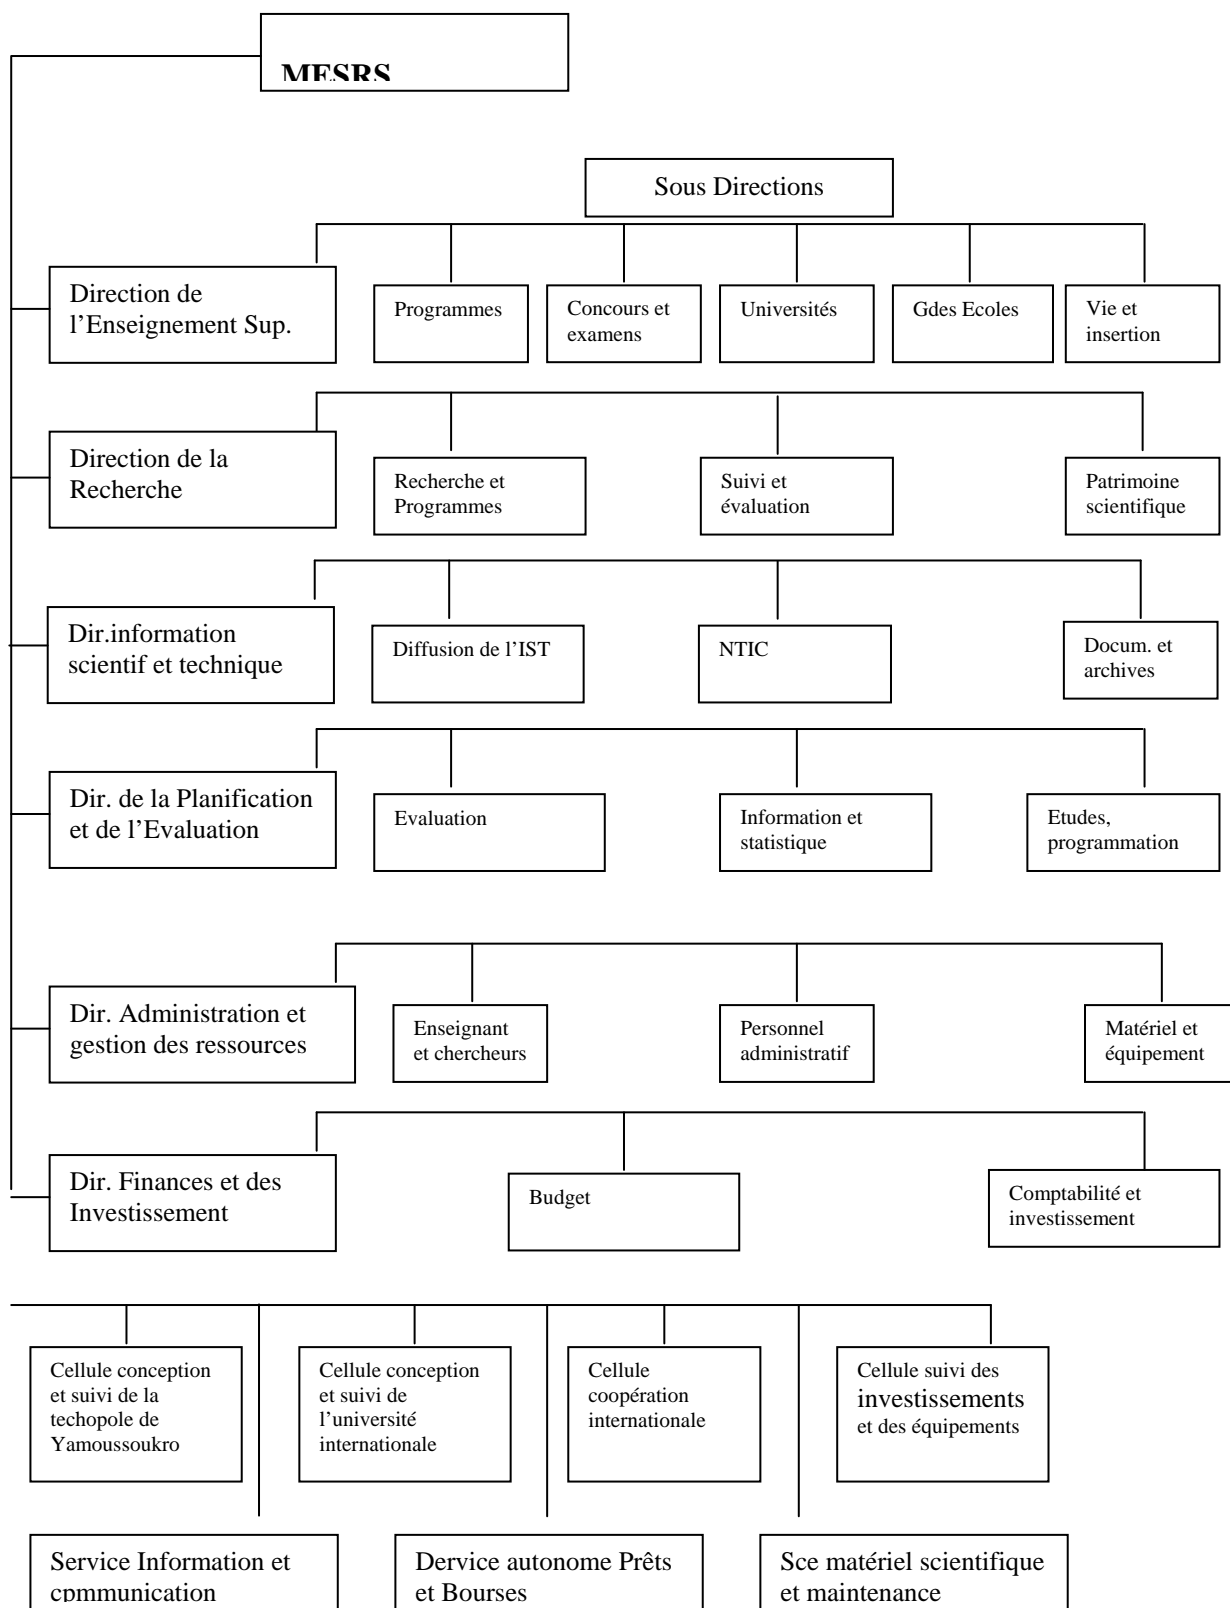 MESRS
Sous Directions
Direction de
l’Enseignement Sup.
Programmes
Concours et
examens
Universités
Gdes Ecoles
Vie et
insertion
Direction de la
Recherche
Recherche et
Programmes
Suivi et
évaluation
Patrimoine
scientifique
Dir.information
scientif et technique
Diffusion de l’IST
NTIC
Docum. et
archives
Dir. de la Planification
et de l’Evaluation
Evaluation
Information et
statistique
Etudes,
programmation
Dir. Administration et
gestion des ressources
Enseignant
et chercheurs
Personnel
administratif
Matériel et
équipement
Dir. Finances et des
Investissement
Budget
Comptabilité et
investissement
Cellule conception
et suivi de la
techopole de
Yamoussoukro
Cellule conception
et suivi de
l’université
internationale
Cellule
coopération
internationale
Cellule suivi des
investissements
et des équipements
Service Information et
cpmmunication
Dervice autonome Prêts
et Bourses
Sce matériel scientifique
et maintenance